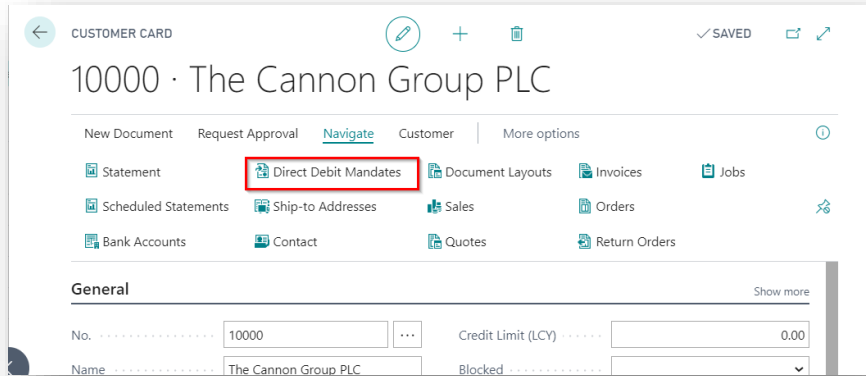 CUSTOMER CARD
SAVED
10000 · The Cannon Group PLC
New Document Request Approval Navigate Customer More options
Statement Direct Debit Mandates Document Layouts Invoices Jobs
Scheduled Statements Ship-to Addresses Sales Orders
Bank Accounts Contact Quotes Return Orders
General Show more
No. 10000 ... Credit Limit (LCY) 0.00
Name The Cannon Group PLC Blocked